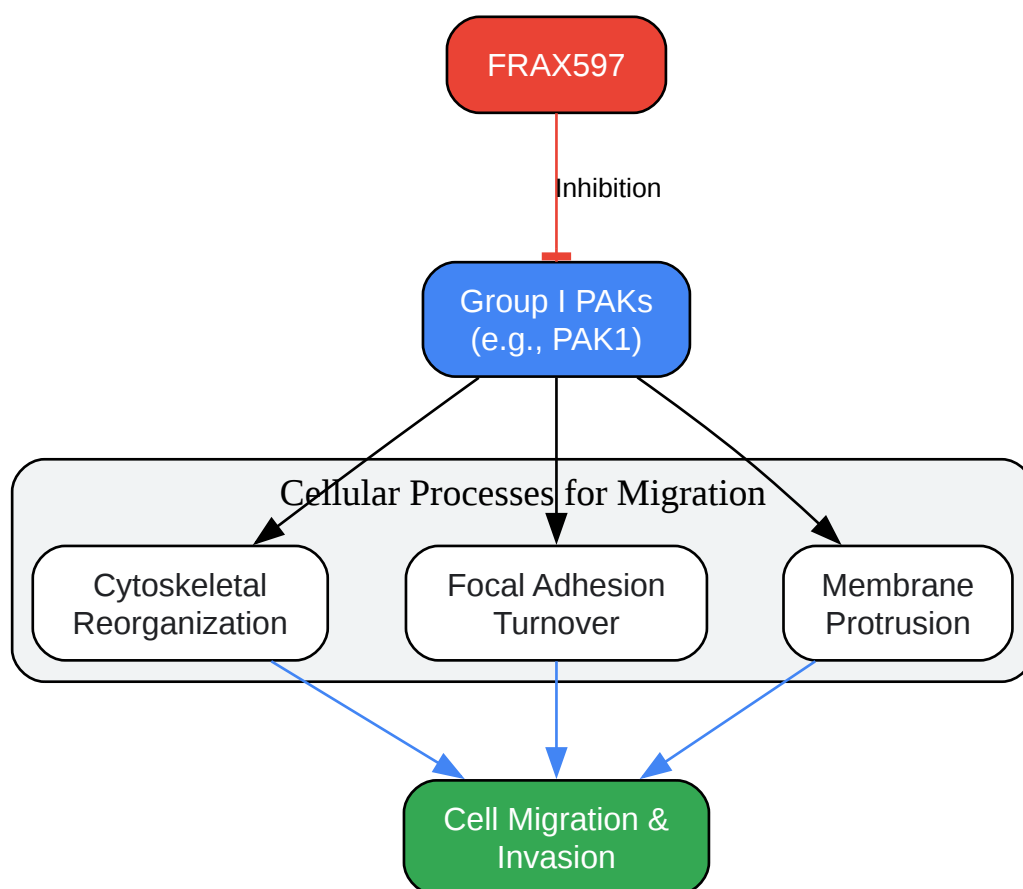 FRAX597
Inhibition
Group I PAKs
(e.g., PAK1)
Cellular Processes for Migration
Cytoskeletal
Reorganization
Focal Adhesion
Turnover
Membrane
Protrusion
Cell Migration &
Invasion